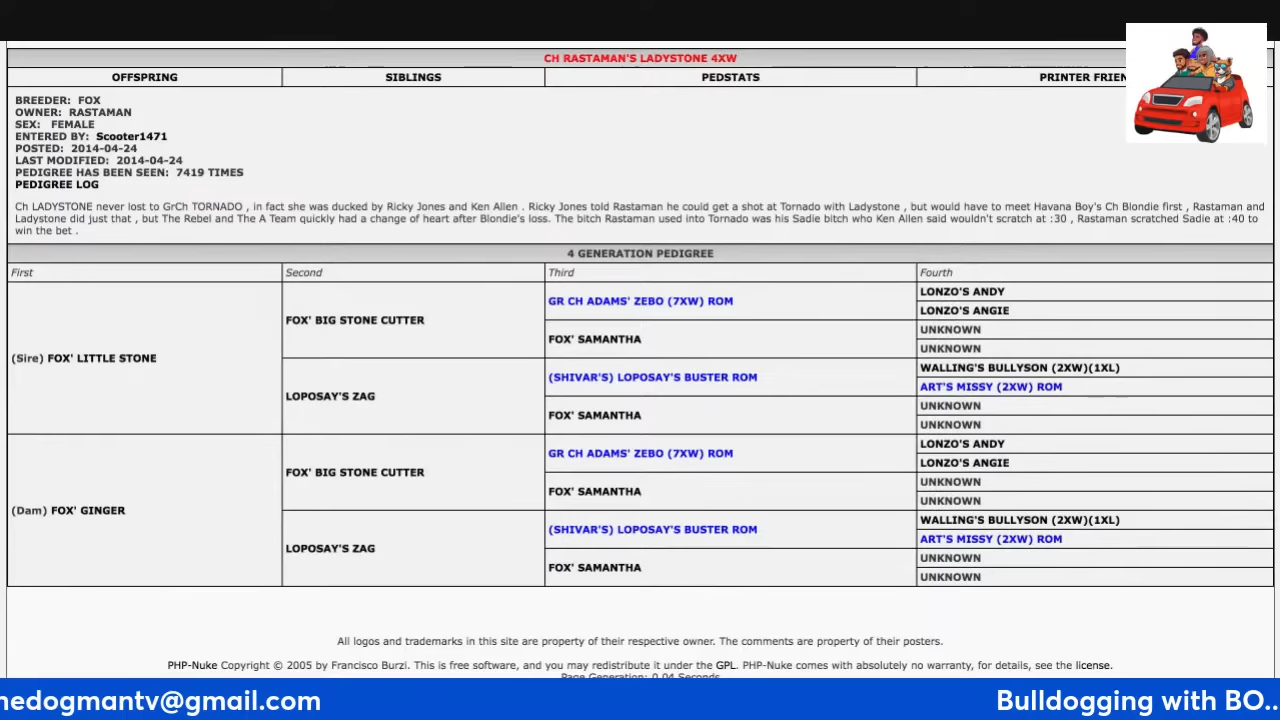 CH RASTAMAN'S LADYSTONE 4XW
OFFSPRING SIBLINGS PEDSTATS PRINTER FRIEN
BREEDER: FOX
OWNER: RASTAMAN
SEX: FEMALE
ENTERED BY: Scooter1471
POSTED: 2014-04-24
LAST MODIFIED: 2014-04-24
PEDIGREE HAS BEEN SEEN: 7419 TIMES
PEDIGREE LOG
Ch LADYSTONE never lost to GrCh TORNADO , in fact she was ducked by Ricky Jones and Ken Allen . Ricky Jones told Rastaman he could get a shot at Tornado with Ladystone , but would have to meet Havana Boy's Ch Blondie first , Rastaman and
Ladystone did just that , but The Rebel and The A Team quickly had a change of heart after Blondie's loss. The bitch Rastaman used into Tornado was his Sadie bitch who Ken Allen said wouldn't scratch at :30 , Rastaman scratched Sadie at :40 to
win the bet .
4 GENERATION PEDIGREE
First Second Third Fourth
(Sire) FOX' LITTLE STONE
FOX' BIG STONE CUTTER
GR CH ADAMS' ZEBO (7XW) ROM
LONZO'S ANDY
LONZO'S ANGIE
FOX' SAMANTHA
UNKNOWN
UNKNOWN
LOPOSAY'S ZAG
(SHIVAR'S) LOPOSAY'S BUSTER ROM
WALLING'S BULLYSON (2XW)(1XL)
ART'S MISSY (2XW) ROM
FOX' SAMANTHA
UNKNOWN
UNKNOWN
(Dam) FOX' GINGER
FOX' BIG STONE CUTTER
GR CH ADAMS' ZEBO (7XW) ROM
LONZO'S ANDY
LONZO'S ANGIE
FOX' SAMANTHA
UNKNOWN
UNKNOWN
LOPOSAY'S ZAG
(SHIVAR'S) LOPOSAY'S BUSTER ROM
WALLING'S BULLYSON (2XW)(1XL)
ART'S MISSY (2XW) ROM
FOX' SAMANTHA
UNKNOWN
UNKNOWN
All logos and trademarks in this site are property of their respective owner. The comments are property of their posters.
PHP-Nuke Copyright © 2005 by Francisco Burzi. This is free software, and you may redistribute it under the GPL. PHP-Nuke comes with absolutely no warranty, for details, see the license.
Page Generation: 0.04 Seconds
nedogmantv@gmail.com Bulldogging with BO..